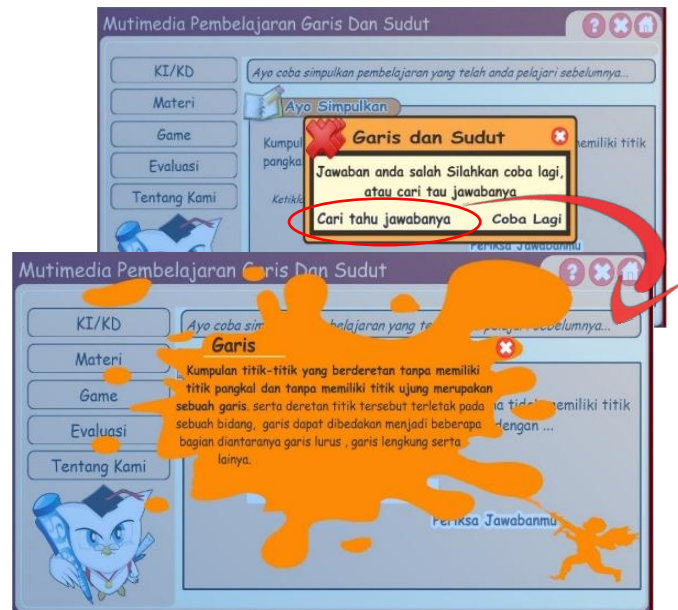 Mutimedia Pembelajaran Garis Dan Sudut
KI/KD
Materi
Game
Evaluasi
Tentang Kami
Ayo coba simpulkan pembelajaran yang telah anda pelajari sebelumnya...
Ayo Simpulkan
Kumpul
memiliki titik
pangka
Garis dan Sudut
Jawaban anda salah Silahkan coba lagi,
atau cari tau jawabanya
Cari tahu jawabanya
Coba Lagi
Periksa Jawabanmu
Mutimedia Pembelajaran Garis Dan Sudut
KI/KD
Materi
Game
Evaluasi
Tentang Kami
Ayo coba
belajaran yang
sebelumnya...
Garis
Kumpulan titik-titik yang berderetan tanpa memiliki
titik pangkal dan tanpa memiliki titik ujung merupakan
sebuah garis. serta deretan titik tersebut terletak pada
sebuah bidang, garis dapat dibedakan menjadi beberapa
bagian diantaranya garis lurus , garis lengkung serta
lainya.
memiliki titik
dengan ...
Periksa Jawabanmu